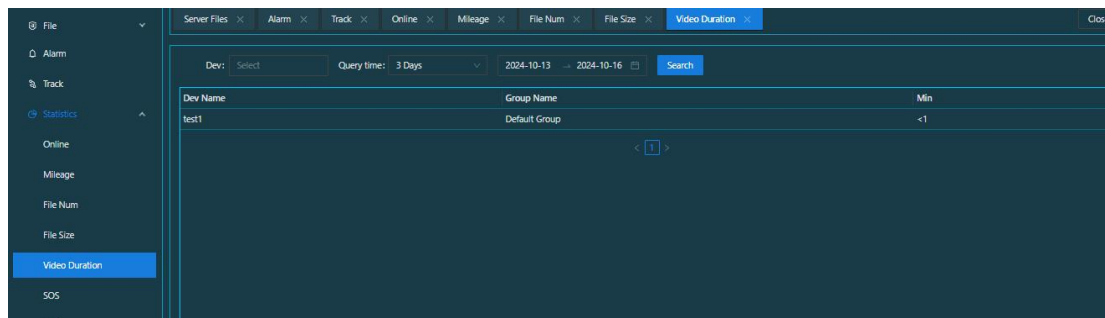 File
Server Files
Alarm
Track
Online
Mileage
File Num
File Size
Video Duration
Clos
Alarm
Track
Statistics
Online
Mileage
File Num
File Size
Video Duration
SOS
Dev: Select Query time: 3 Days 2024-10-13 → 2024-10-16 Search
Dev Name Group Name Min
test1 Default Group <1
< 1 >